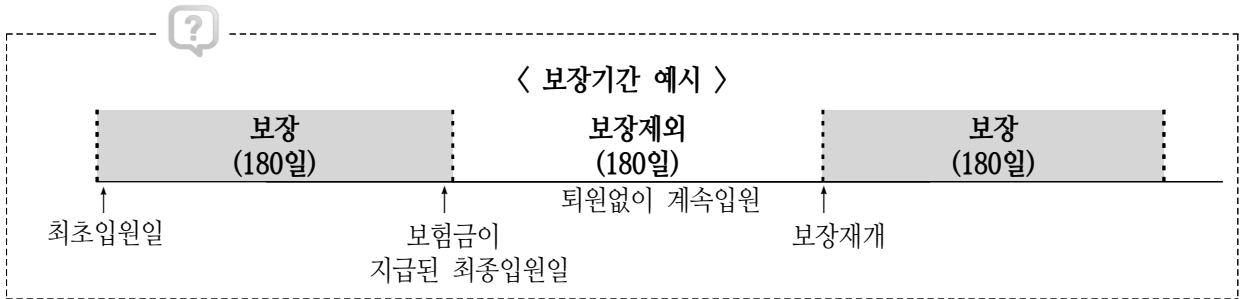 ?
〈 보장기간 예시 〉
보장 보장제외 보장
(180일) (180일) (180일)
퇴원없이 계속입원
최초입원일 보험금이 보장재개
지급된 최종입원일